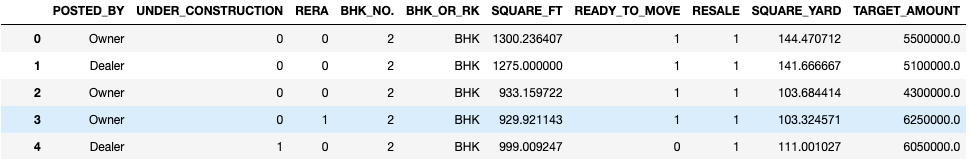 POSTED_BY UNDER_CONSTRUCTION RERA BHK_NO. BHK_OR_RK SQUARE_FT READY_TO_MOVE RESALE SQUARE_YARD TARGET_AMOUNT
0 Owner 0 0 2 BHK 1300.236407 1 1 144.470712 5500000.0
1 Dealer 0 0 2 BHK 1275.000000 1 1 141.666667 5100000.0
2 Owner 0 0 2 BHK 933.159722 1 1 103.684414 4300000.0
3 Owner 0 1 2 BHK 929.921143 1 1 103.324571 6250000.0
4 Dealer 1 0 2 BHK 999.009247 0 1 111.001027 6050000.0